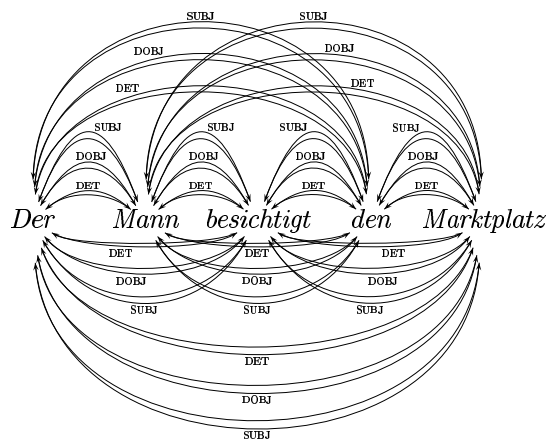 SUBJ SUBJ
DOBJ DOBJ
DET DET
SUBJ SUBJ SUBJ SUBJ
DOBJ DOBJ DOBJ DOBJ
DET DET DET DET
Der Mann besichtigt den Marktplatz
DET DET DET
DOBJ DOBJ DOBJ
SUBJ SUBJ SUBJ
DET
DOBJ
SUBJ